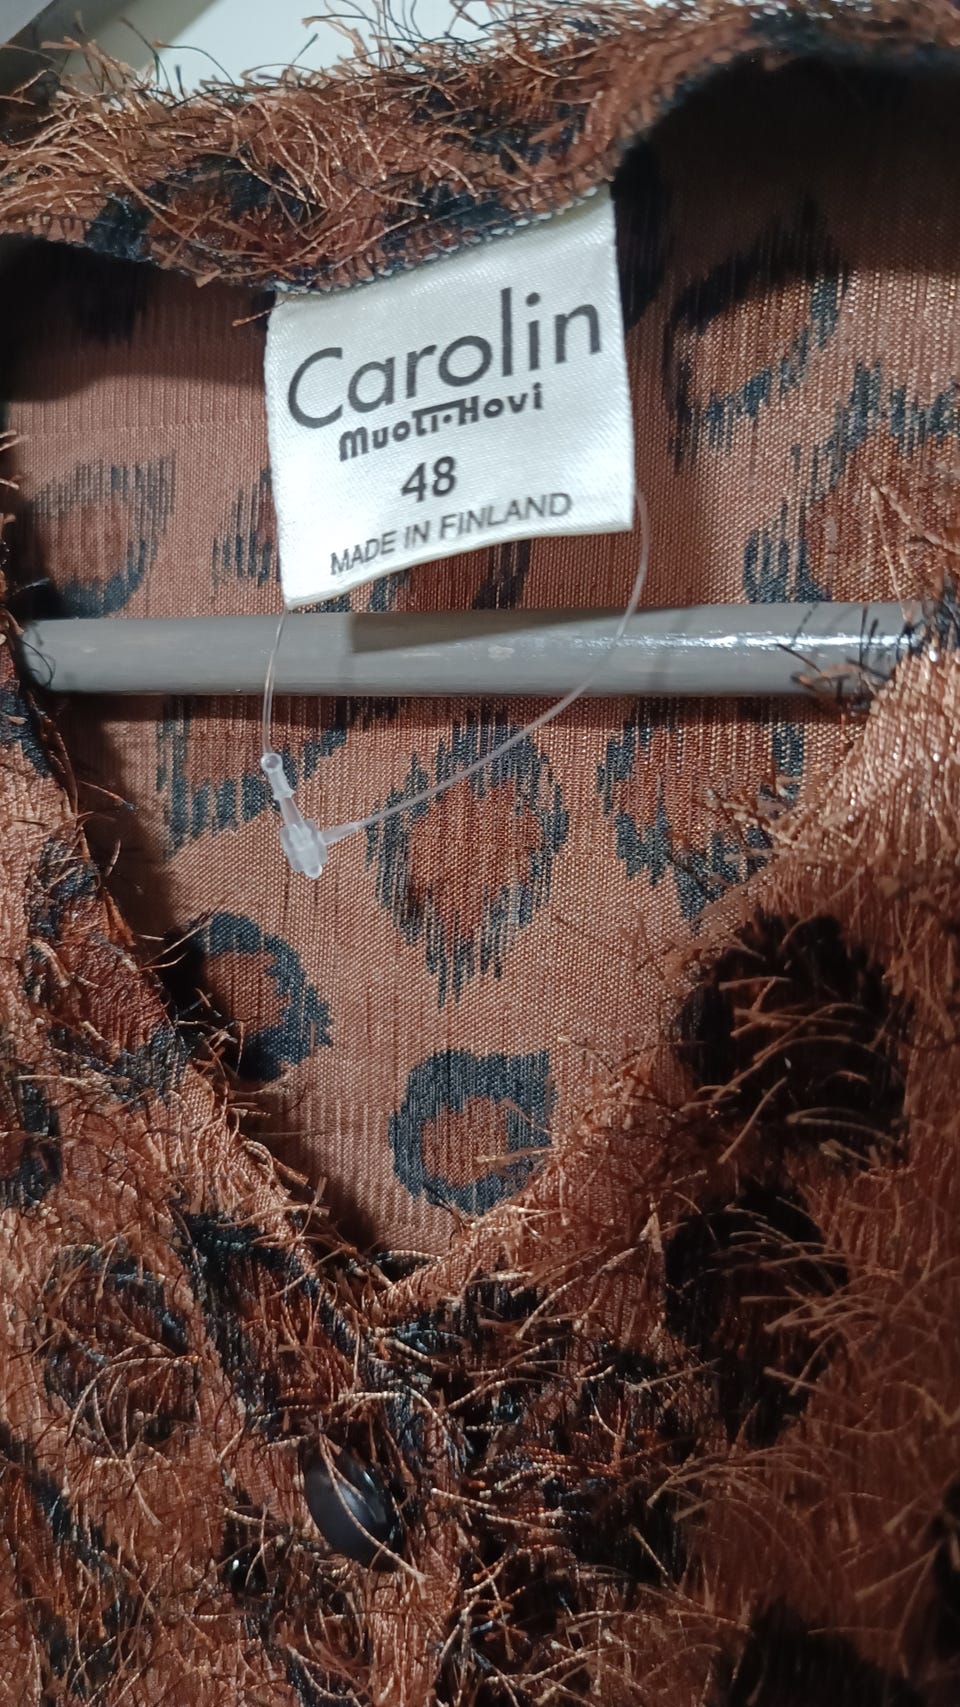 Carolin
Muoti-Hovi
48
MADE IN FINLAND